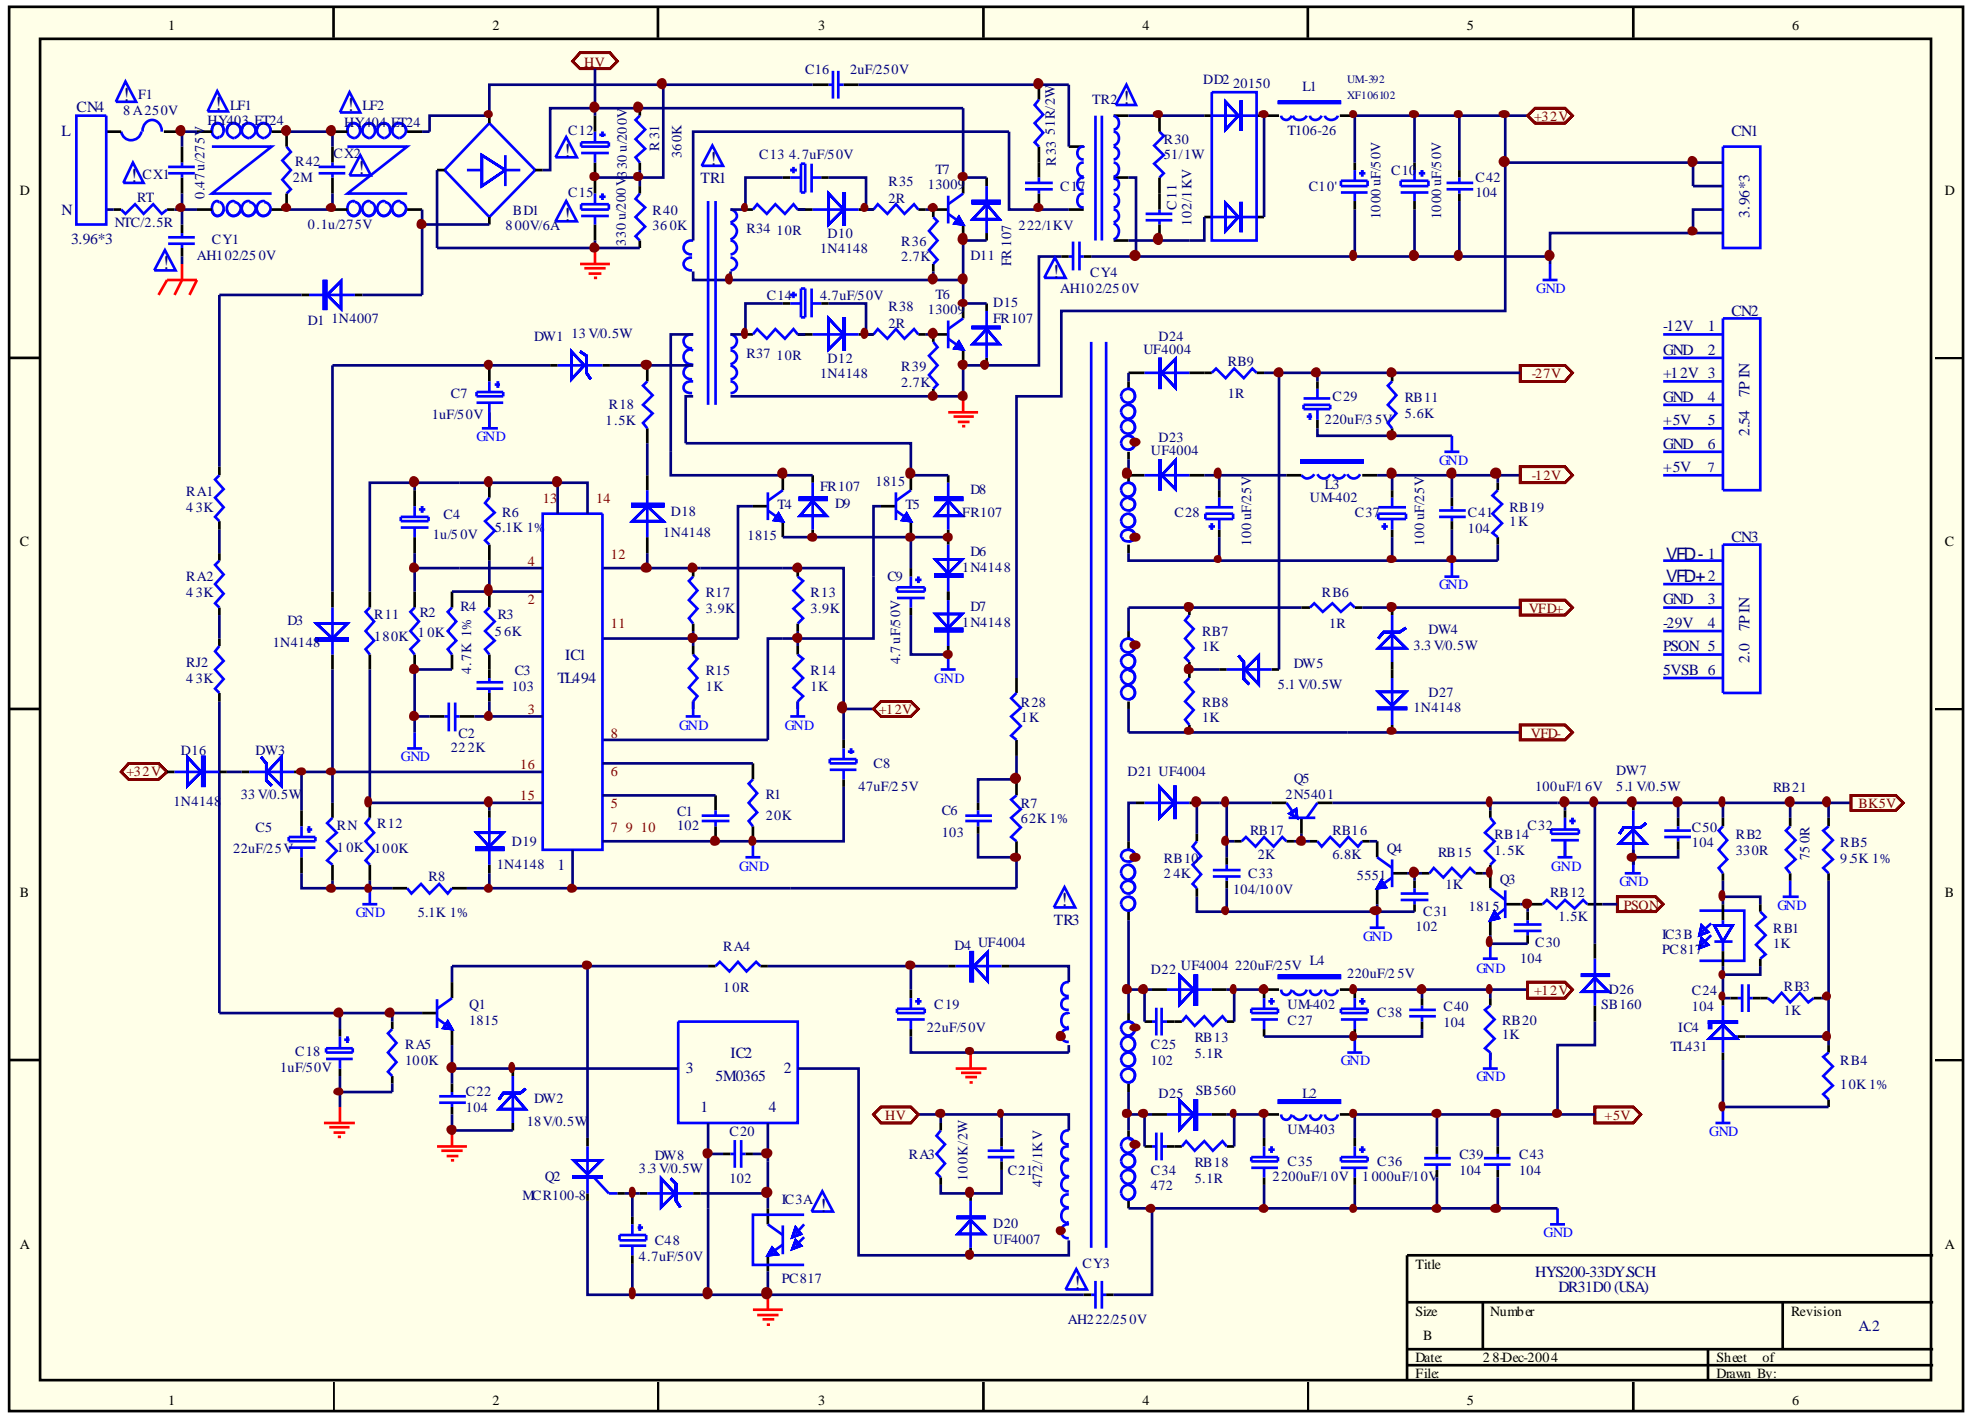 1 2 3 4 5 6
D
C
B
A
HV
CN4
L
N
3.96*3
F1
8A250V
LF1
HY403-ET24
LF2
HY404-ET24
CX1
0.47u/275V
R42
2M
CX2
0.1u/275V
RT
NTC/2.5R
CY1
AH102/250V
BD1
800V/6A
C12
330u/200V
C15
330u/200V
R31
360K
R40
360K
C16 2uF/250V
TR1
C13 4.7uF/50V
R34 10R
D10
1N4148
R35
2R
T7
13009
R36
2.7K
D11
FR107
C14 4.7uF/50V
R37 10R
D12
1N4148
R38
2R
T6
13009
R39
2.7K
D15
FR107
R33 51R/2W
C17
222/1KV
TR2
R30
51/1W
C11
102/1KV
CY4
AH102/250V
DD2 20150
L1
T106-26
UM-392
XF106102
C10'
1000uF/50V
C10
1000uF/50V
C42
104
+32V
GND
CN1
3.96*3
D1 1N4007
DW1 13V/0.5W
C7
1uF/50V
GND
R18
1.5K
D18
1N4148
RA1
43K
RA2
43K
RJ2
43K
D3
1N4148
C4
1u/50V
R6
5.1K 1%
R11
180K
R2
10K
R4
4.7K 1%
R3
56K
C3
103
C2
222K
GND
IC1
TL494
13 14
4
2
3
16
15
12
11
8
6
5
7 9 10
1
R17
3.9K
R13
3.9K
R15
1K
R14
1K
GND
GND
T4
1815
FR107
D9
1815
T5
D8
FR107
D6
1N4148
D7
1N4148
C9
4.7uF/50V
GND
+12V
C8
47uF/25V
C1
102
R1
20K
GND
+32V
D16
1N4148
DW3
33V/0.5W
C5
22uF/25V
RN
10K
R12
100K
D19
1N4148
R8
5.1K 1%
GND
R28
1K
C6
103
R7
62K1%
TR3
D24
UF4004
RB9
1R
C29
220uF/35V
RB11
5.6K
GND
-27V
D23
UF4004
C28
100uF/25V
L3
UM-402
C37
100uF/25V
C41
104
RB19
1K
GND
-12V
RB6
1R
RB7
1K
RB8
1K
DW5
5.1V/0.5W
DW4
3.3V/0.5W
D27
1N4148
VFD+
VFD-
CN2
-12V 1
GND 2
+12V 3
GND 4
+5V 5
GND 6
+5V 7
2.54 7PIN
CN3
VFD- 1
VFD+ 2
GND 3
-29V 4
PSON 5
5VSB 6
2.0 7PIN
D21 UF4004
Q5
2N5401
RB10
24K
RB17
2K
RB16
6.8K
C33
104/100V
Q4
5551
C31
102
GND
RB15
1K
RB14
1.5K
Q3
1815
RB12
1.5K
C30
104
GND
PSON
100uF/16V
C32
GND
DW7
5.1V/0.5W
GND
C50
104
RB2
330R
RB21
750R
GND
RB5
9.5K 1%
BK5V
IC3B
PC817
RB1
1K
C24
104
RB3
1K
IC4
TL431
RB4
10K1%
GND
D26
SB160
D22 UF4004
C25
102
RB13
5.1R
220uF/25V
C27
L4
UM-402
220uF/25V
C38
C40
104
RB20
1K
GND
GND
+12V
D25 SB560
C34
472
RB18
5.1R
C35
2200uF/10V
L2
UM-403
C36
1000uF/10V
C39
104
C43
104
+5V
GND
RA4
10R
D4 UF4004
C19
22uF/50V
Q1
1815
C18
1uF/50V
RA5
100K
C22
104
DW2
18V/0.5W
IC2
5M0365
3 2
1 4
C20
102
Q2
MCR100-8
DW8
3.3V/0.5W
C48
4.7uF/50V
IC3A
PC817
HV
RA3
100K/2W
C21
472/1KV
D20
UF4007
CY3
AH222/250V
Title
HYS200-33DY.SCH
DR31D0 (USA)
Size
B
Number
Revision
A.2
Date: 28-Dec-2004
Sheet of
File:
Drawn By:
1 2 3 4 5 6